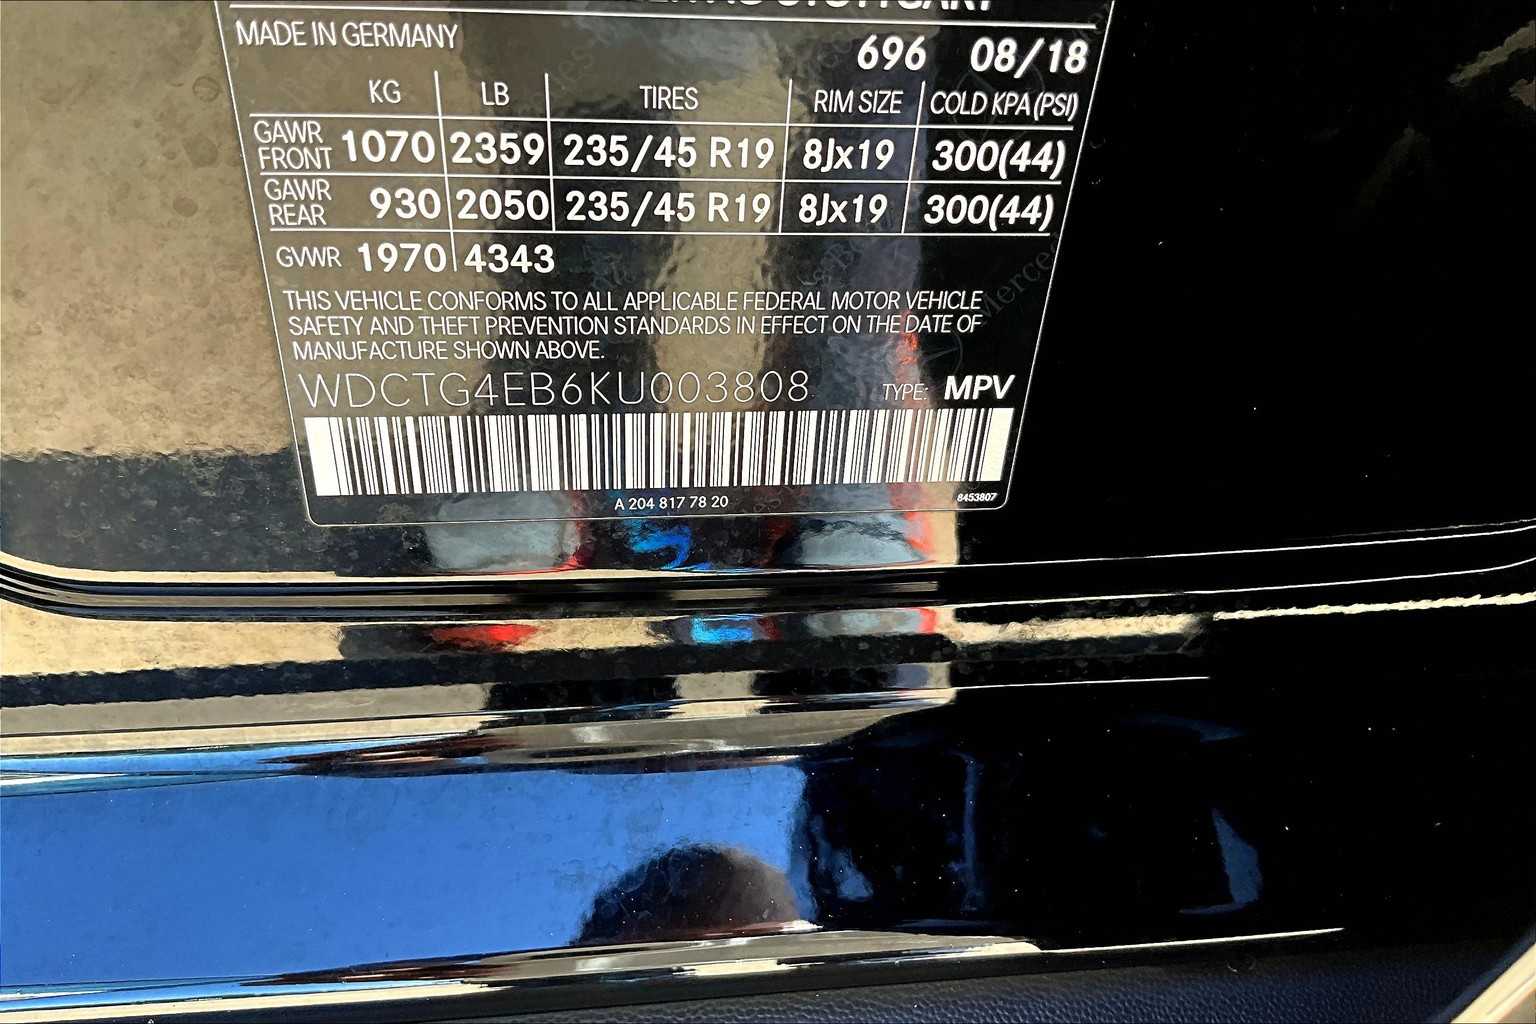 MADE IN GERMANY
696 08/18
KG LB TIRES RIM SIZE COLD KPA(PSI)
GAWR FRONT 1070 2359 235/45 R19 8Jx19 300(44)
GAWR REAR 930 2050 235/45 R19 8Jx19 300(44)
GVWR 1970 4343
THIS VEHICLE CONFORMS TO ALL APPLICABLE FEDERAL MOTOR VEHICLE
SAFETY AND THEFT PREVENTION STANDARDS IN EFFECT ON THE DATE OF
MANUFACTURE SHOWN ABOVE.
WDCTG4EB6KU003808 TYPE: MPV
A 204 817 78 20
8453807